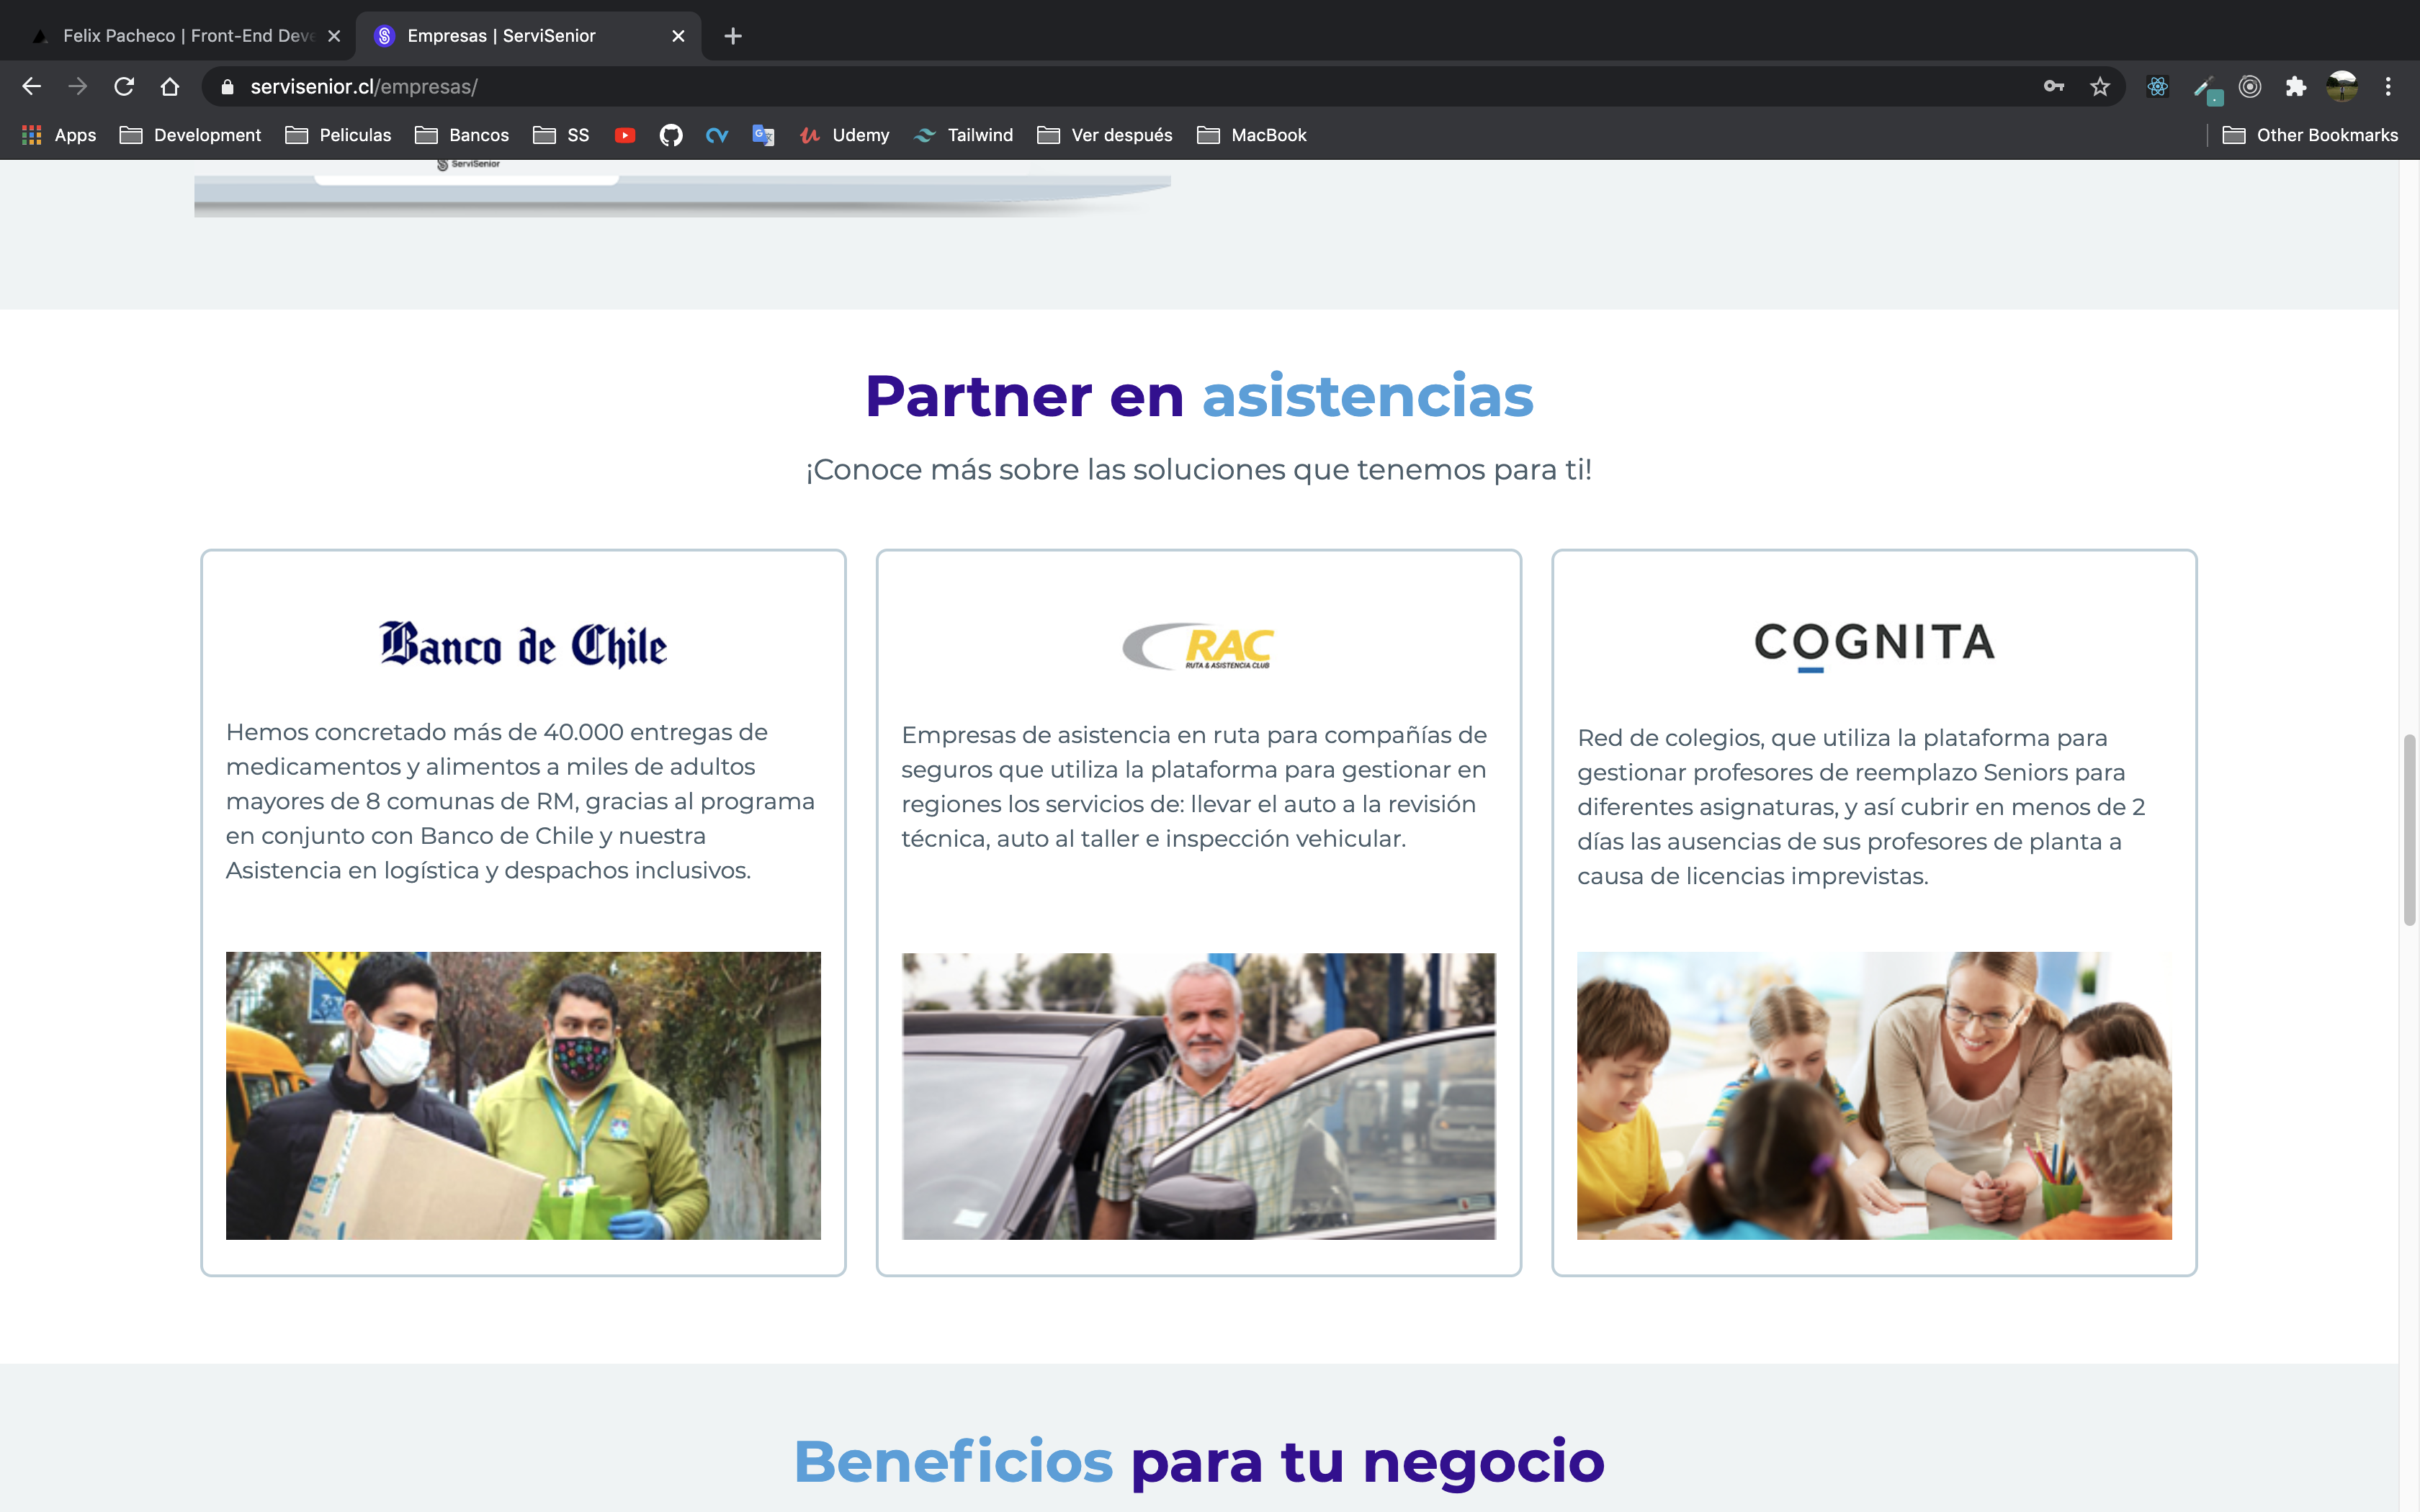 Felix Pacheco | Front-End Deve
Empresas | ServiSenior
servisenior.cl/empresas/
Apps
Development
Peliculas
Bancos
SS
Udemy
Tailwind
Ver después
MacBook
Other Bookmarks
ServiSenior
Partner en asistencias
¡Conoce más sobre las soluciones que tenemos para ti!
Banco de Chile
Hemos concretado más de 40.000 entregas de
medicamentos y alimentos a miles de adultos
mayores de 8 comunas de RM, gracias al programa
en conjunto con Banco de Chile y nuestra
Asistencia en logística y despachos inclusivos.
RAC
RUTA & ASISTENCIA CLUB
Empresas de asistencia en ruta para compañías de
seguros que utiliza la plataforma para gestionar en
regiones los servicios de: llevar el auto a la revisión
técnica, auto al taller e inspección vehicular.
COGNITA
Red de colegios, que utiliza la plataforma para
gestionar profesores de reemplazo Seniors para
diferentes asignaturas, y así cubrir en menos de 2
días las ausencias de sus profesores de planta a
causa de licencias imprevistas.
Beneficios para tu negocio